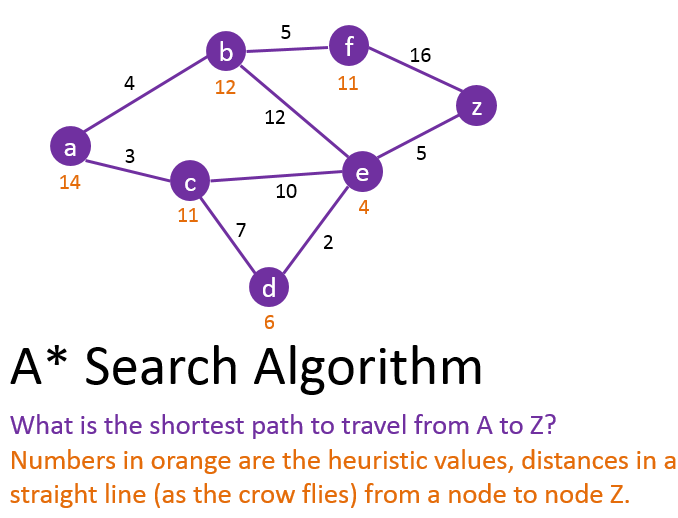 5
b
f
16
4
12
11
z
12
a
3
5
14
c
e
10
11
4
7
2
d
6
A* Search Algorithm
What is the shortest path to travel from A to Z?
Numbers in orange are the heuristic values, distances in a
straight line (as the crow flies) from a node to node Z.